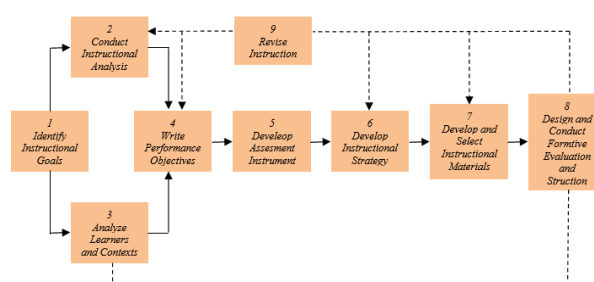 1
Identify
Instructional
Goals
2
Conduct
Instructional
Analysis
3
Analyze
Learners
and Contexts
4
Write
Performance
Objectives
5
Develeop
Assesment
Instrument
6
Develop
Instructional
Strategy
7
Develop and
Select
Instructional
Materials
8
Design and
Conduct
Formtive
Evaluation
and
Struction
9
Revise
Instruction